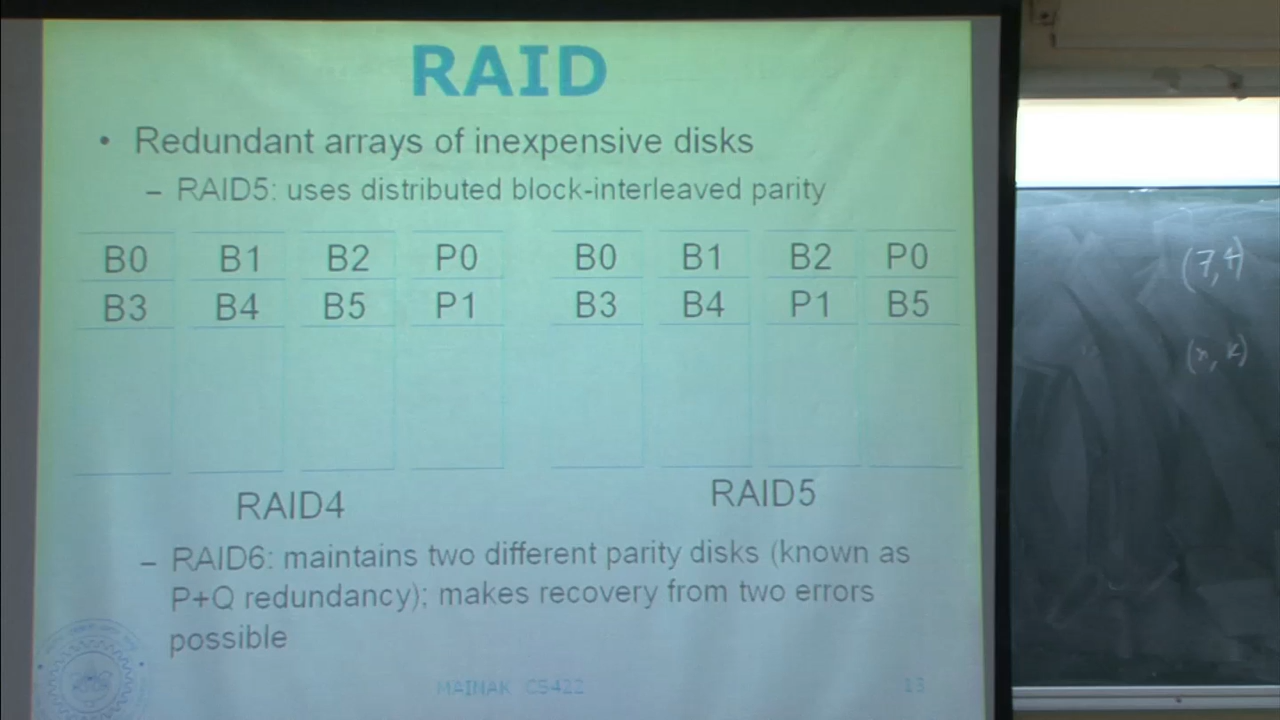 RAID
• Redundant arrays of inexpensive disks
– RAID5: uses distributed block-interleaved parity
B0 B1 B2 P0 B0 B1 B2 P0
B3 B4 B5 P1 B3 B4 P1 B5
RAID4 RAID5
– RAID6: maintains two different parity disks (known as
P+Q redundancy); makes recovery from two errors
possible
MAINAK CS422 13
(7,4)
(n, k)